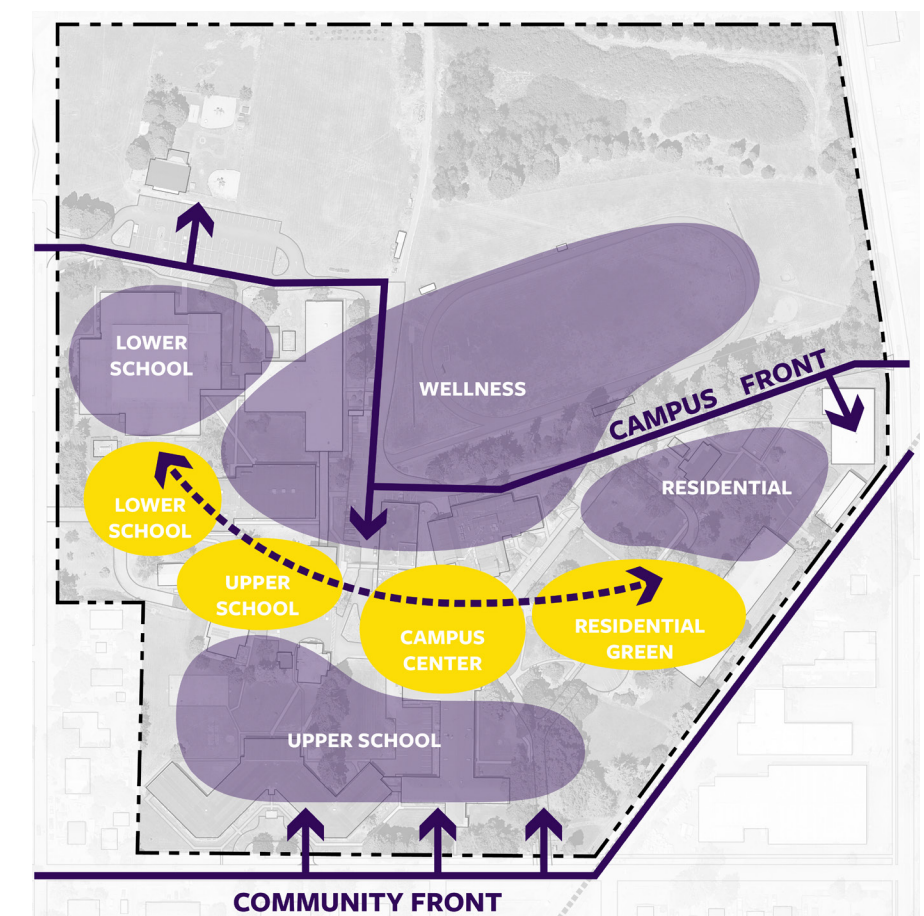 LOWER
SCHOOL
WELLNESS
CAMPUS FRONT
RESIDENTIAL
LOWER
SCHOOL
UPPER
SCHOOL
CAMPUS
CENTER
RESIDENTIAL
GREEN
UPPER SCHOOL
COMMUNITY FRONT